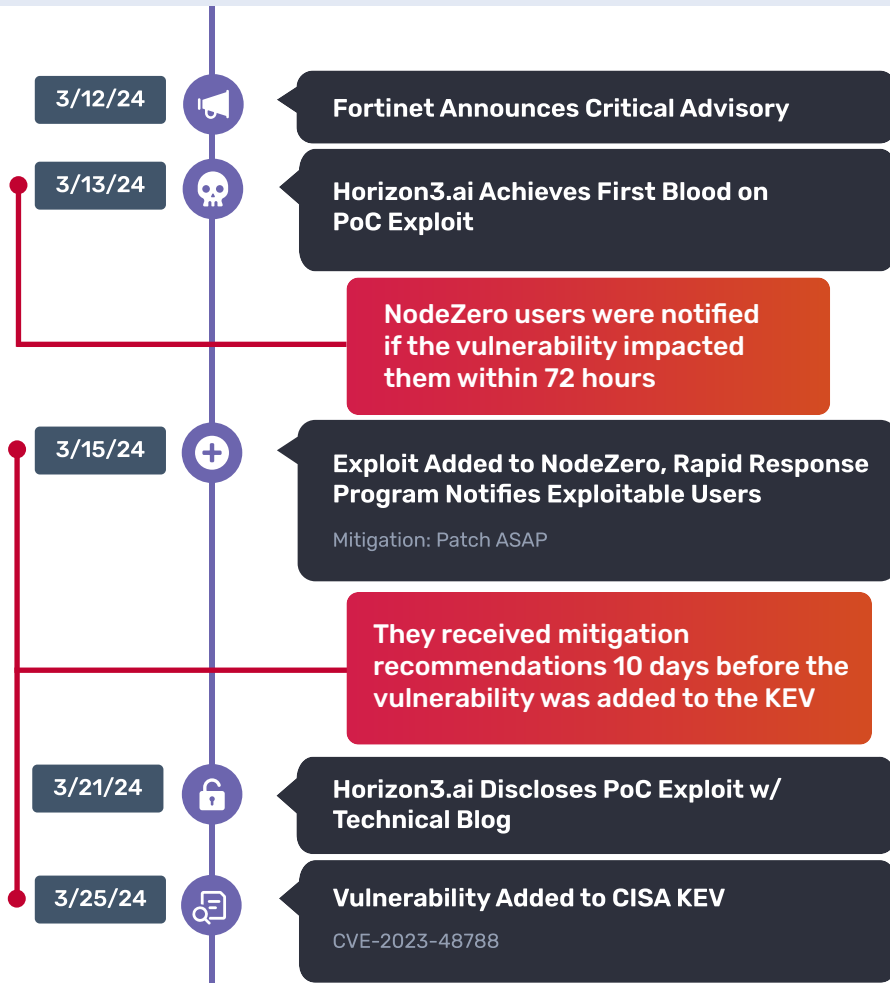 3/12/24
Fortinet Announces Critical Advisory
3/13/24
Horizon3.ai Achieves First Blood on
PoC Exploit
NodeZero users were notified
if the vulnerability impacted
them within 72 hours
3/15/24
Exploit Added to NodeZero, Rapid Response
Program Notifies Exploitable Users
Mitigation: Patch ASAP
They received mitigation
recommendations 10 days before the
vulnerability was added to the KEV
3/21/24
Horizon3.ai Discloses PoC Exploit w/
Technical Blog
3/25/24
Vulnerability Added to CISA KEV
CVE-2023-48788